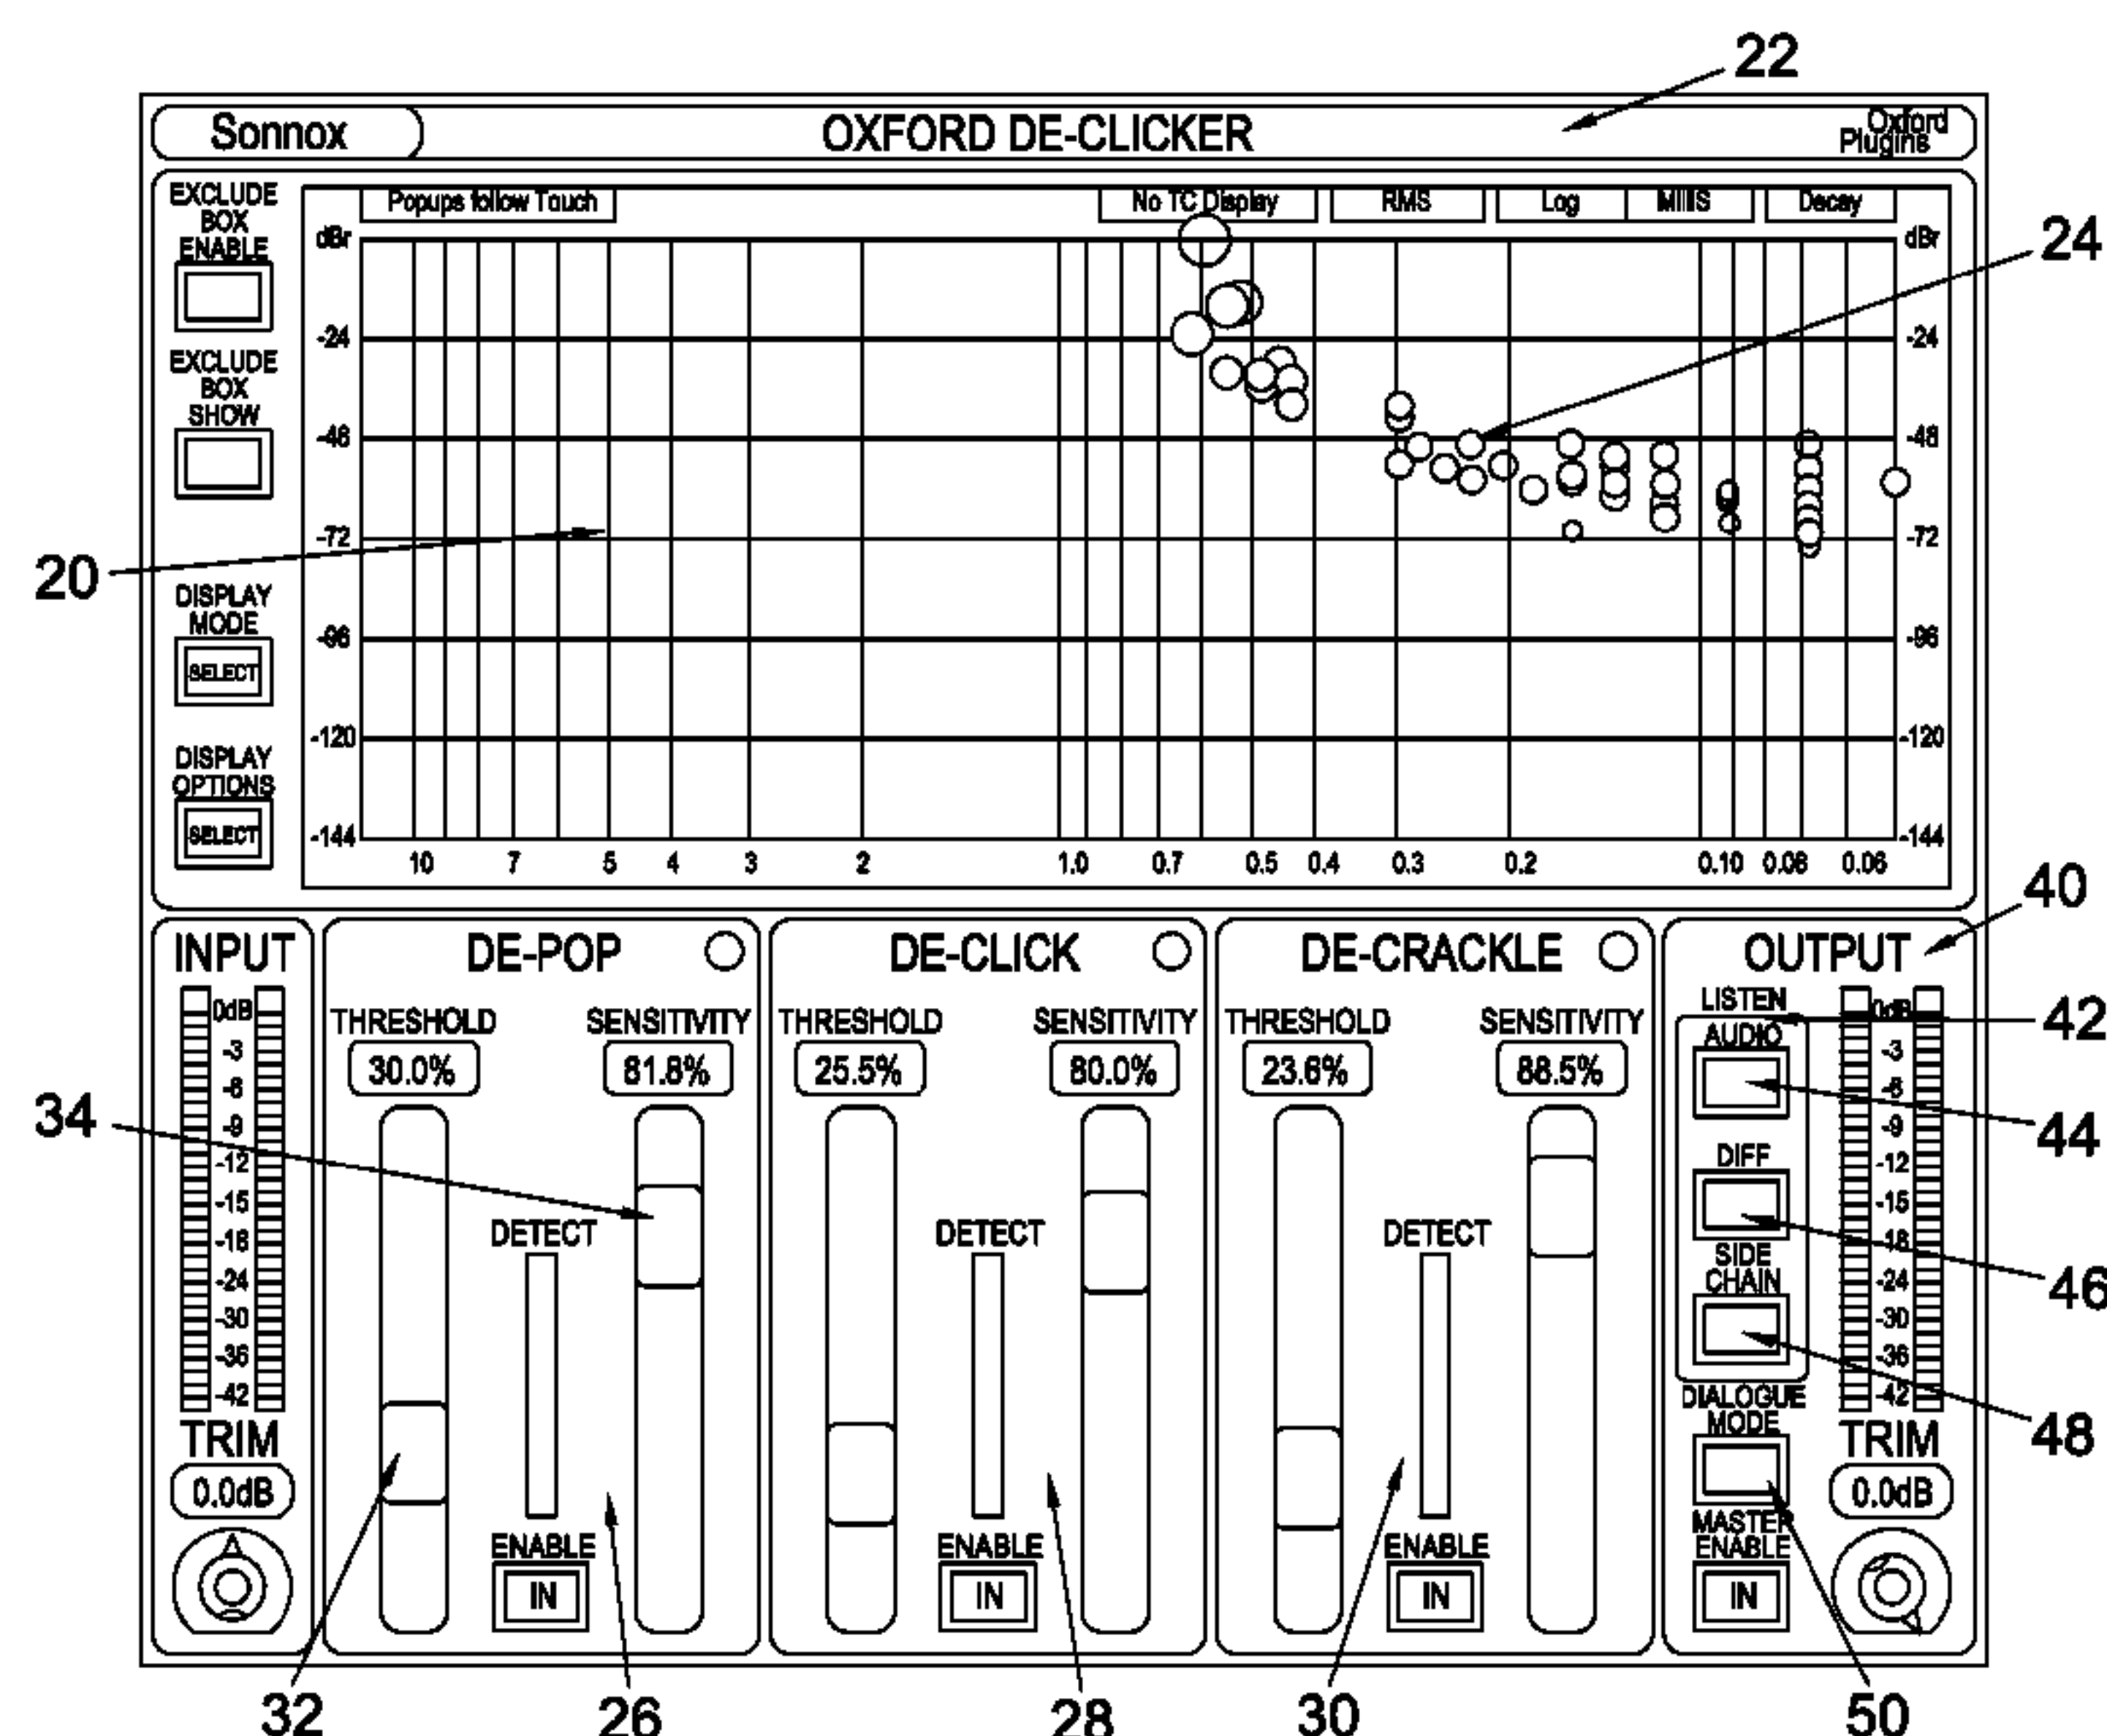 22
Sonnox
OXFORD DE-CLICKER
Oxford
Plugins
EXCLUDE
BOX
ENABLE
Popups follow Touch
No TC Display
RMS
Log
MilliS
Decay
dBr
dBr
24
-24
-24
EXCLUDE
BOX
SHOW
-48
-48
20
-72
-72
DISPLAY
MODE
SELECT
-96
-96
DISPLAY
OPTIONS
SELECT
-120
-120
-144
-144
10 7 5 4 3 2 1.0 0.7 0.5 0.4 0.3 0.2 0.10 0.08 0.06
40
INPUT
0dB
-3
-6
-9
-12
-15
-18
-24
-30
-36
-42
TRIM
0.0dB
DE-POP
THRESHOLD
30.0%
SENSITIVITY
81.8%
34
DETECT
ENABLE
IN
32
26
DE-CLICK
THRESHOLD
25.5%
SENSITIVITY
80.0%
DETECT
ENABLE
IN
28
DE-CRACKLE
THRESHOLD
23.6%
SENSITIVITY
88.5%
DETECT
ENABLE
IN
30
OUTPUT
LISTEN
42
AUDIO
44
DIFF
46
SIDE
CHAIN
48
DIALOGUE
MODE
50
MASTER
ENABLE
IN
0dB
-3
-6
-9
-12
-15
-18
-24
-30
-36
-42
TRIM
0.0dB